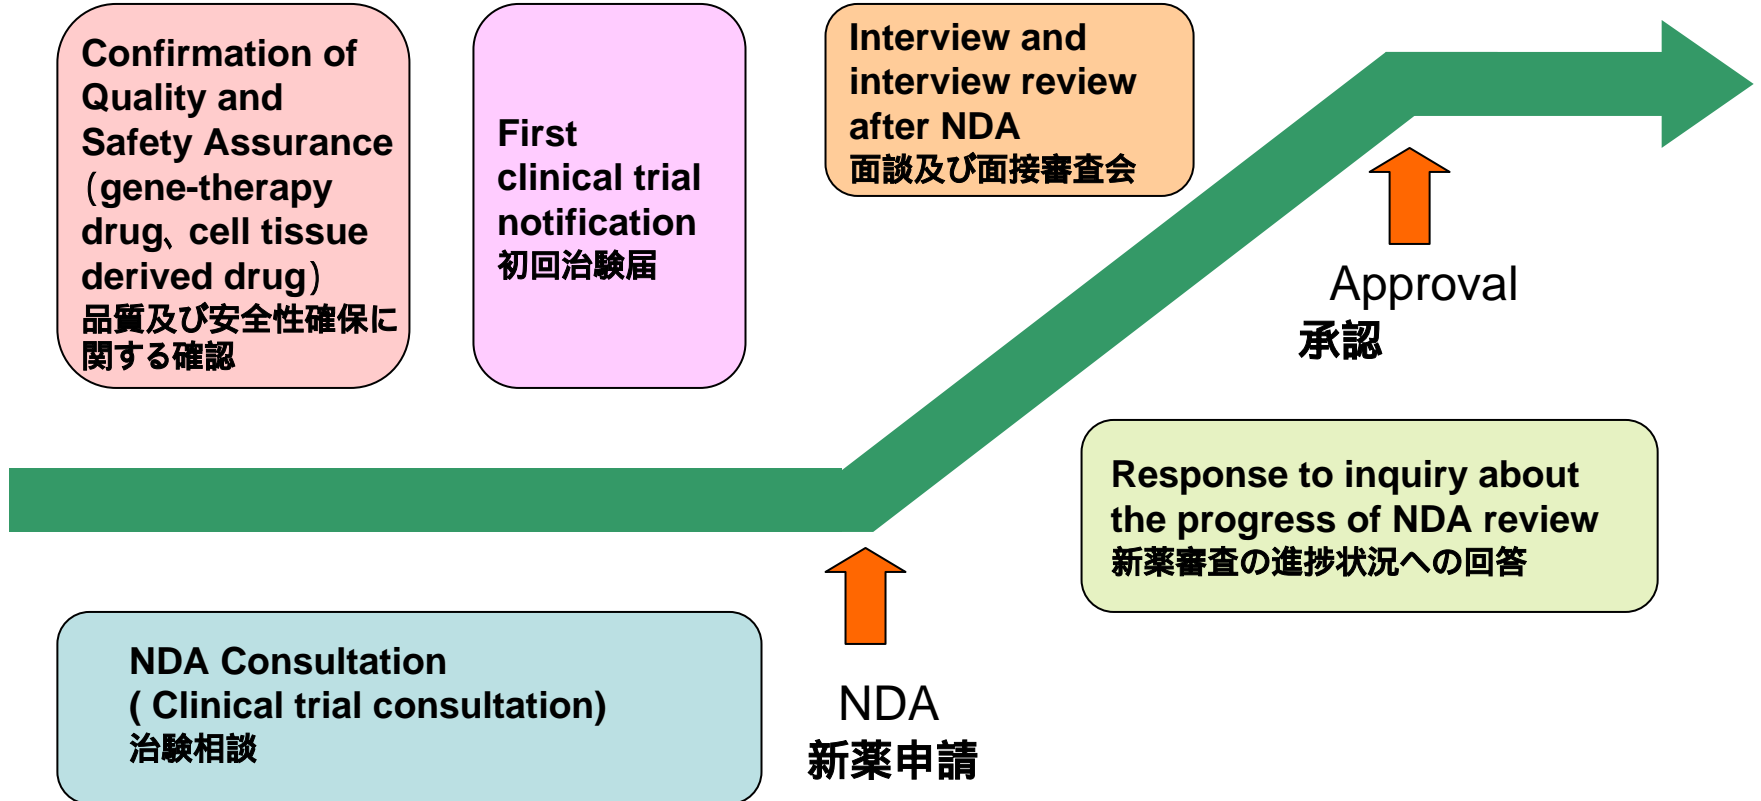 Confirmation of
Quality and
Safety Assurance
(gene-therapy
drug、cell tissue
derived drug)
品質及び安全性確保に
関する確認
First
clinical trial
notification
初回治験届
Interview and
interview review
after NDA
面談及び面接審査会
Approval
承認
Response to inquiry about
the progress of NDA review
新薬審査の進捗状況への回答
NDA Consultation
( Clinical trial consultation)
治験相談
NDA
新薬申請